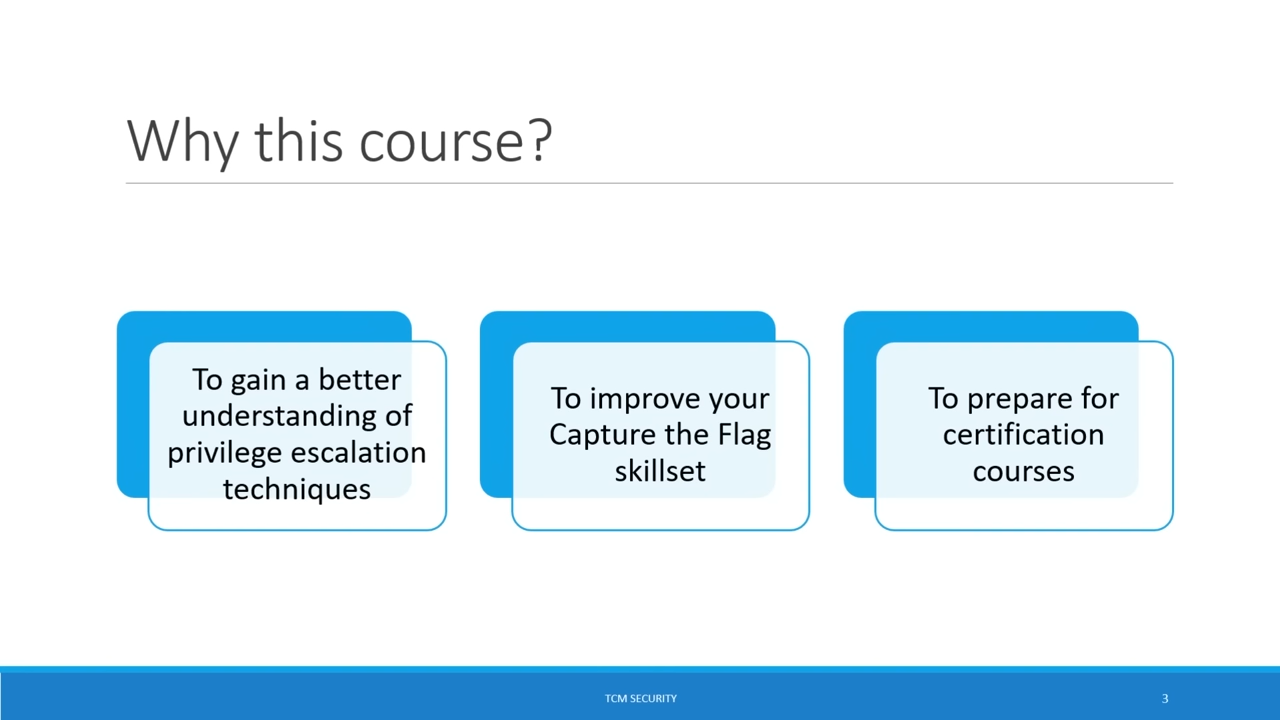 Why this course?
To gain a better
understanding of
privilege escalation
techniques
To improve your
Capture the Flag
skillset
To prepare for
certification
courses
TCM SECURITY
3